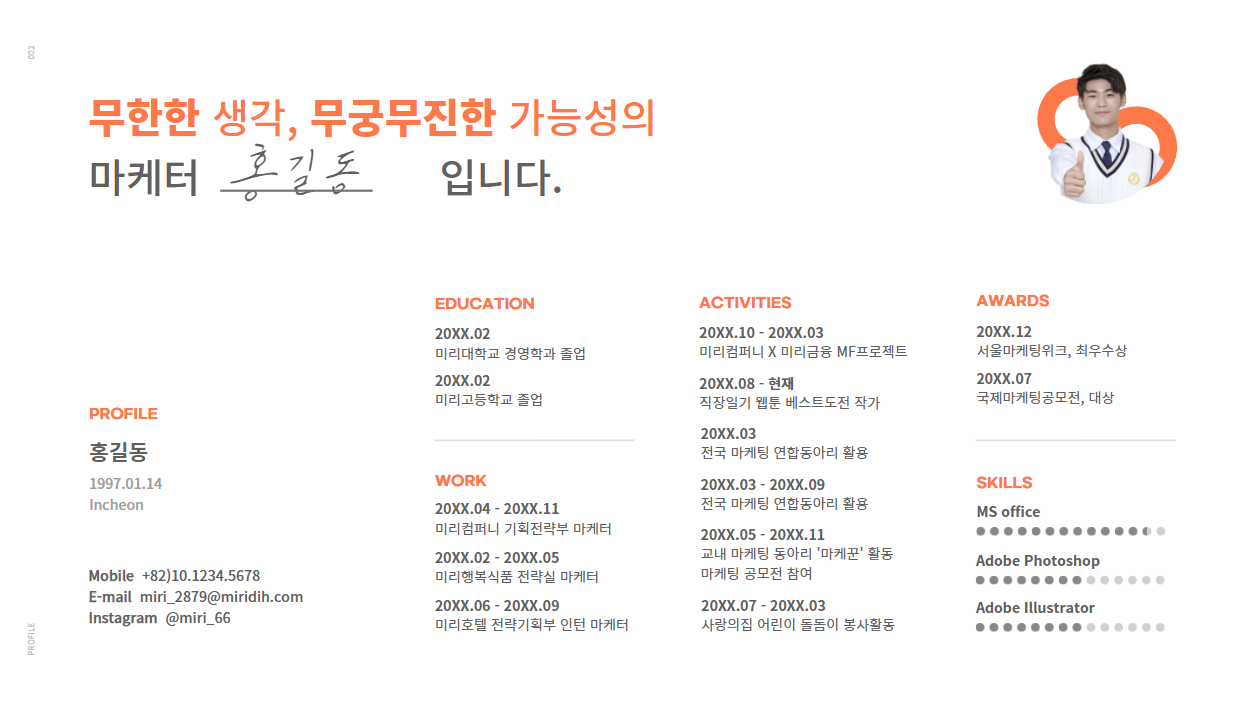 002
무한한 생각, 무궁무진한 가능성의
마케터 홍길동 입니다.
PROFILE
홍길동
1997.01.14
Incheon
Mobile +82)10.1234.5678
E-mail miri_2879@miridih.com
Instagram @miri_66
EDUCATION
20XX.02
미리대학교 경영학과 졸업
20XX.02
미리고등학교 졸업
WORK
20XX.04 - 20XX.11
미리컴퍼니 기획전략부 마케터
20XX.02 - 20XX.05
미리행복식품 전략실 마케터
20XX.06 - 20XX.09
미리호텔 전략기획부 인턴 마케터
ACTIVITIES
20XX.10 - 20XX.03
미리컴퍼니 X 미리금융 MF프로젝트
20XX.08 - 현재
직장일기 웹툰 베스트도전 작가
20XX.03
전국 마케팅 연합동아리 활용
20XX.03 - 20XX.09
전국 마케팅 연합동아리 활용
20XX.05 - 20XX.11
교내 마케팅 동아리 '마케꾼' 활동
마케팅 공모전 참여
20XX.07 - 20XX.03
사랑의집 어린이 돌돔이 봉사활동
AWARDS
20XX.12
서울마케팅위크, 최우수상
20XX.07
국제마케팅공모전, 대상
SKILLS
MS office
Adobe Photoshop
Adobe Illustrator
PROFILE